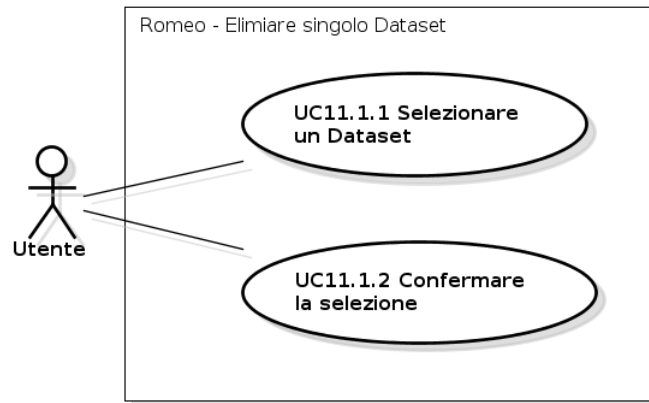 Romeo - Elimiare singolo Dataset
UC11.1.1 Selezionare
un Dataset
Utente
UC11.1.2 Confermare
la selezione